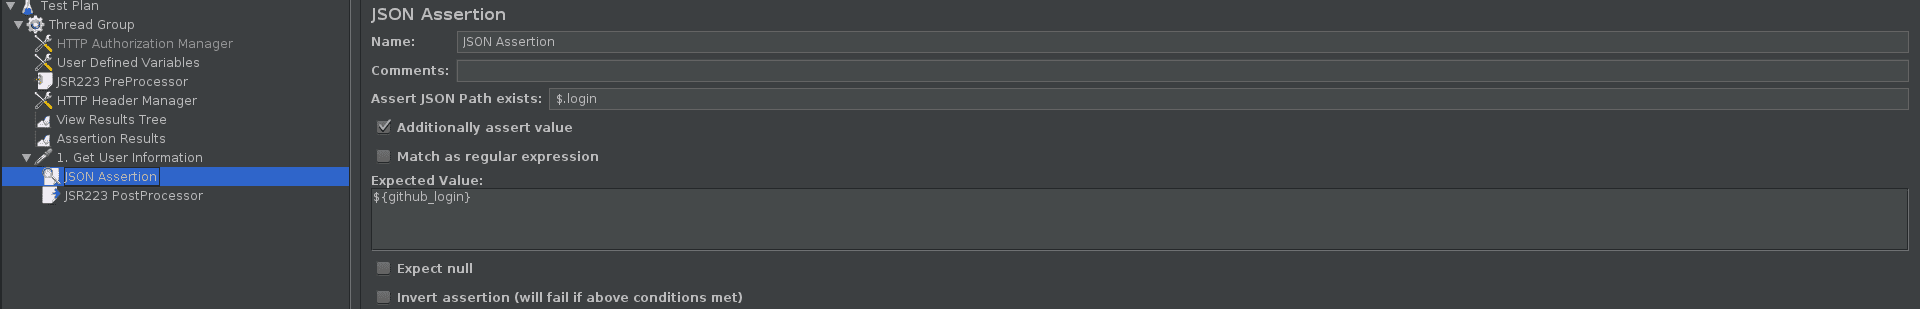 Test Plan
Thread Group
HTTP Authorization Manager
User Defined Variables
JSR223 PreProcessor
HTTP Header Manager
View Results Tree
Assertion Results
1. Get User Information
JSON Assertion
JSR223 PostProcessor
JSON Assertion
Name: JSON Assertion
Comments:
Assert JSON Path exists: $.login
Additionally assert value
Match as regular expression
Expected Value:
${github_login}
Expect null
Invert assertion (will fail if above conditions met)